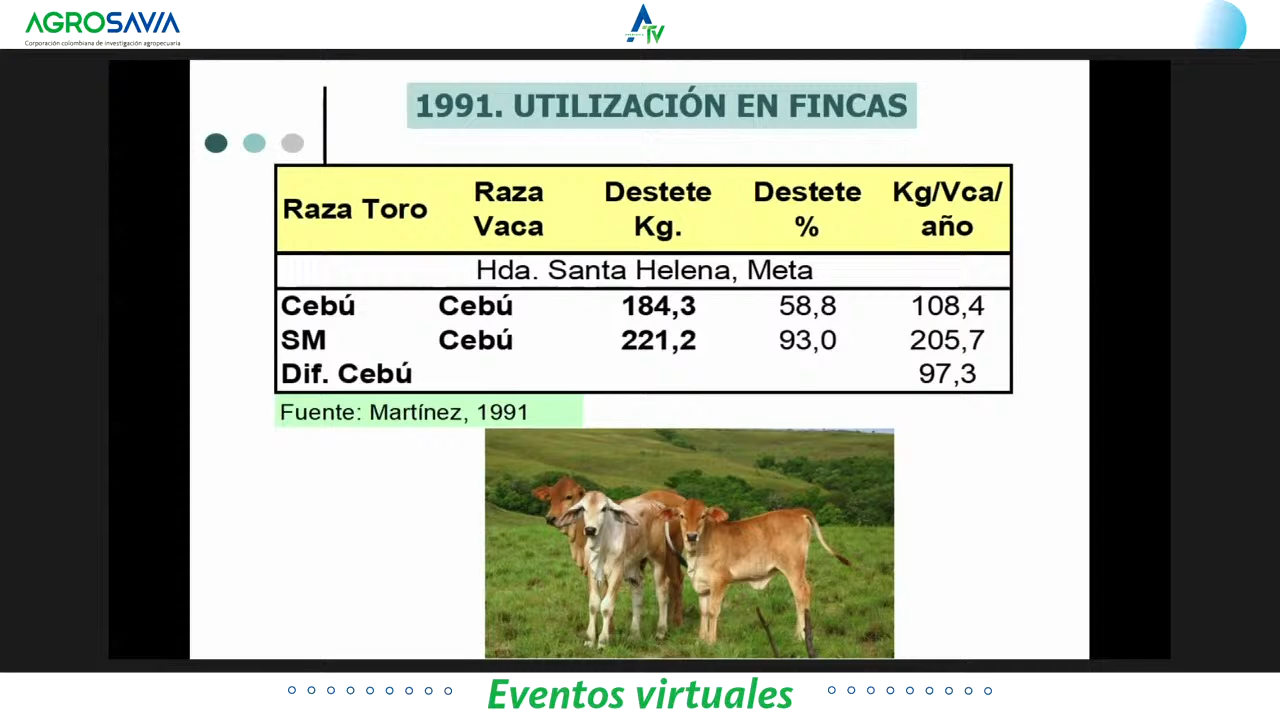 AGROSAVIA
Corporación colombiana de investigación agropecuaria
TV
1991. UTILIZACIÓN EN FINCAS
Raza Toro Raza Vaca Destete Kg. Destete % Kg/Vca/ año
Hda. Santa Helena, Meta
Cebú Cebú 184,3 58,8 108,4
SM Cebú 221,2 93,0 205,7
Dif. Cebú 97,3
Fuente: Martínez, 1991
Eventos virtuales